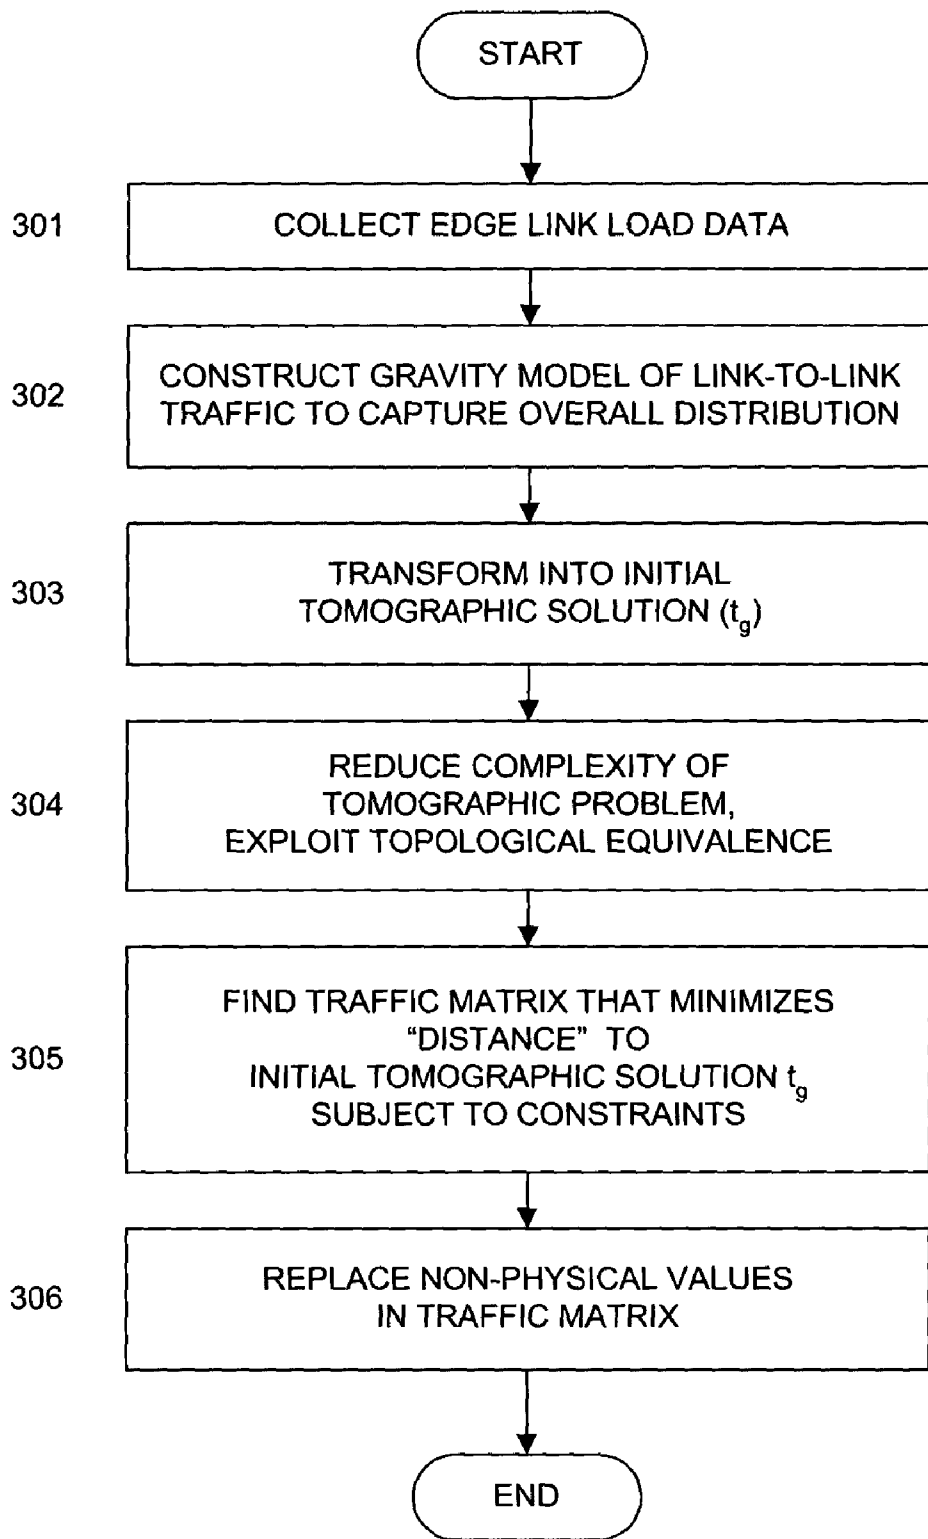 START
301
COLLECT EDGE LINK LOAD DATA
302
CONSTRUCT GRAVITY MODEL OF LINK-TO-LINK
TRAFFIC TO CAPTURE OVERALL DISTRIBUTION
303
TRANSFORM INTO INITIAL
TOMOGRAPHIC SOLUTION (tg)
304
REDUCE COMPLEXITY OF
TOMOGRAPHIC PROBLEM,
EXPLOIT TOPOLOGICAL EQUIVALENCE
305
FIND TRAFFIC MATRIX THAT MINIMIZES
“DISTANCE” TO
INITIAL TOMOGRAPHIC SOLUTION tg
SUBJECT TO CONSTRAINTS
306
REPLACE NON-PHYSICAL VALUES
IN TRAFFIC MATRIX
END